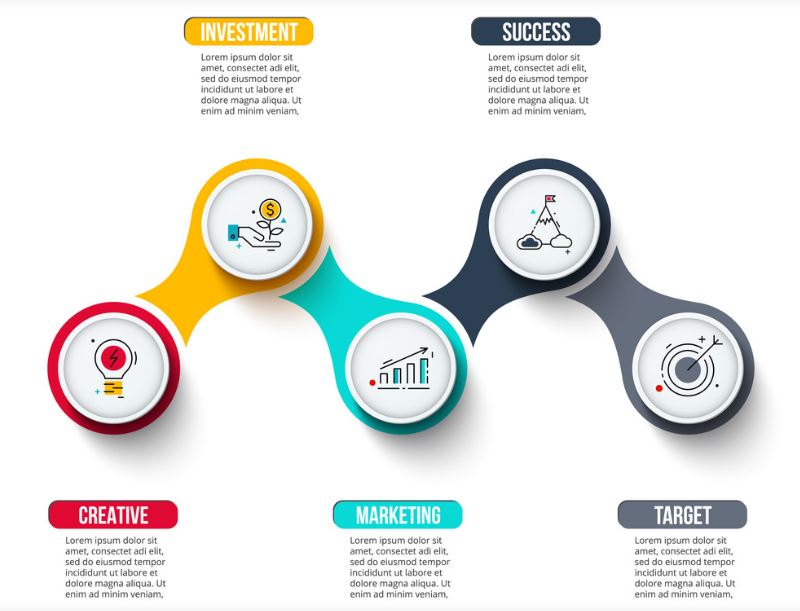 INVESTMENT
Lorem ipsum dolor sit
amet, consectet adi elit,
sed do eiusmod tempor
incididunt ut labore et
dolore magna aliqua. Ut
enim ad minim veniam,
SUCCESS
Lorem ipsum dolor sit
amet, consectet adi elit,
sed do eiusmod tempor
incididunt ut labore et
dolore magna aliqua. Ut
enim ad minim veniam,
$
CREATIVE
Lorem ipsum dolor sit
amet, consectet adi elit,
sed do eiusmod tempor
incididunt ut labore et
dolore magna aliqua. Ut
enim ad minim veniam,
MARKETING
Lorem ipsum dolor sit
amet, consectet adi elit,
sed do eiusmod tempor
incididunt ut labore et
dolore magna aliqua. Ut
enim ad minim veniam,
TARGET
Lorem ipsum dolor sit
amet, consectet adi elit,
sed do eiusmod tempor
incididunt ut labore et
dolore magna aliqua. Ut
enim ad minim veniam,